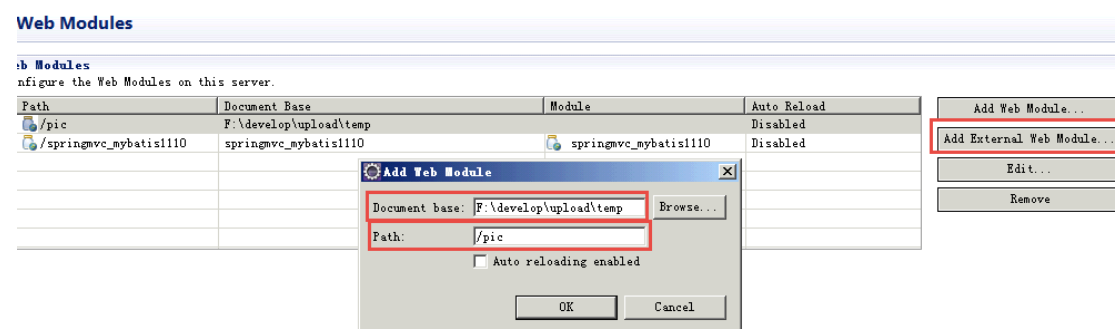 Web Modules
eb Modules
nfigure the Web Modules on this server.
Path Document Base Module Auto Reload
/pic F:\develop\upload\temp Disabled
/springmvc_mybatis1110 springmvc_mybatis1110 springmvc_mybatis1110 Disabled
Add Web Module...
Add External Web Module...
Edit...
Remove
Add Web Module
Document base: F:\develop\upload\temp Browse...
Path: /pic
Auto reloading enabled
OK Cancel